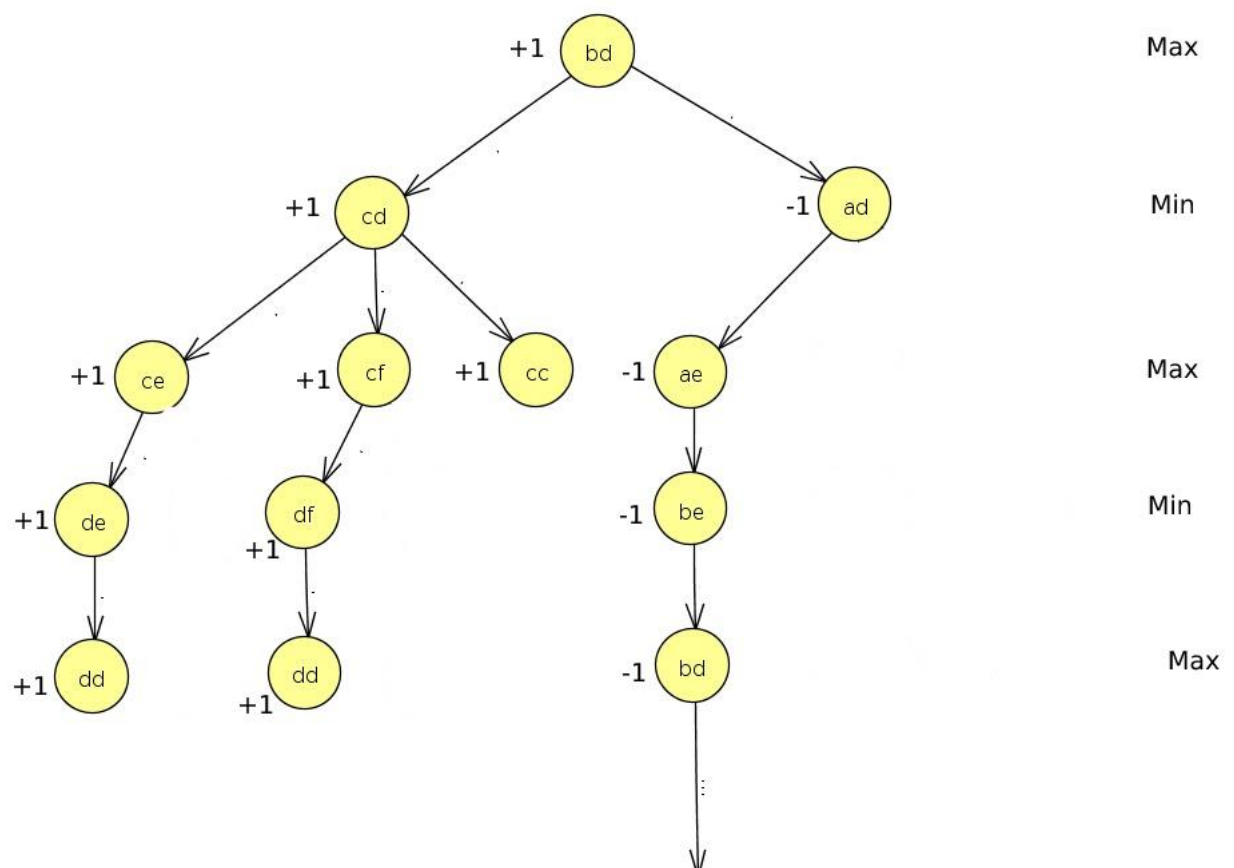 +1 bd Max
+1 cd -1 ad Min
+1 ce +1 cf +1 cc -1 ae Max
+1 de +1 df -1 be Min
+1 dd +1 dd -1 bd Max